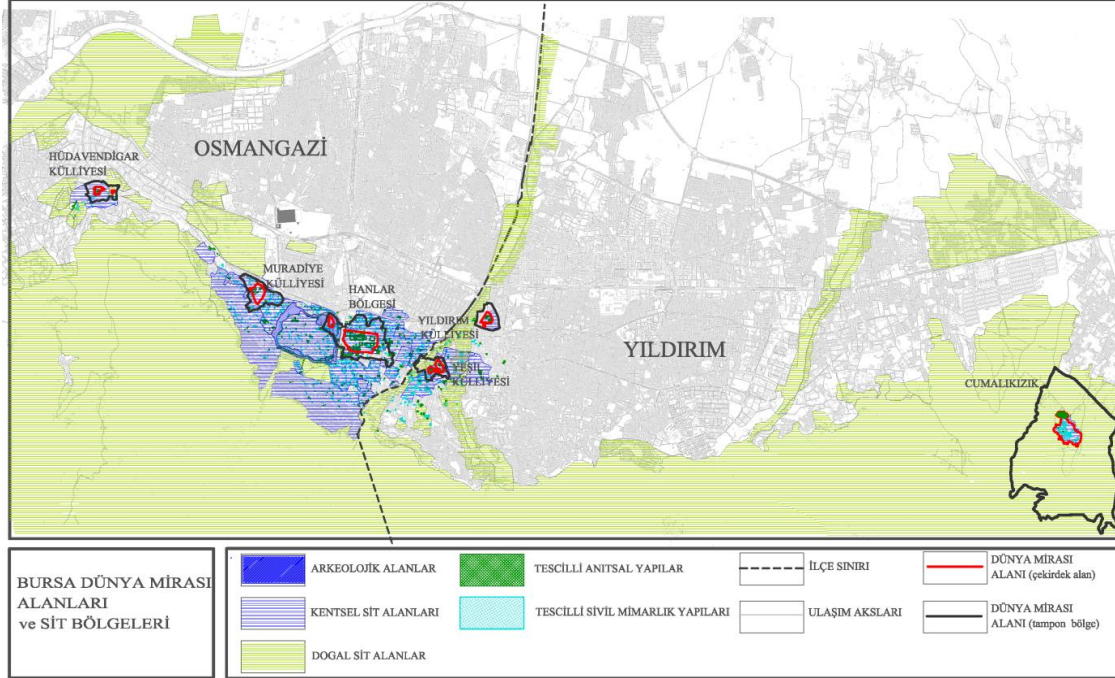 OSMANGAZİ
HÜDAVENDİGAR
KÜLLİYESİ
MURADİYE
KÜLLİYESİ
HANLAR
BÖLGESİ
YILDIRIM
KÜLLİYESİ
YEŞİL
KÜLLİYESİ
YILDIRIM
CUMALIKIZIK
BURSA DÜNYA MİRASI
ALANLARI
ve SİT BÖLGELERİ
ARKEOLOJİK ALANLAR
KENTSEL SİT ALANLARI
DOGAL SİT ALANLAR
TESCİLLİ ANITSAL YAPILAR
TESCİLLİ SİVİL MİMARLIK YAPILARI
İLÇE SINIRI
ULAŞIM AKSLARI
DÜNYA MİRASI
ALANI (çekirdek alan)
DÜNYA MİRASI
ALANI (tampon bölge)